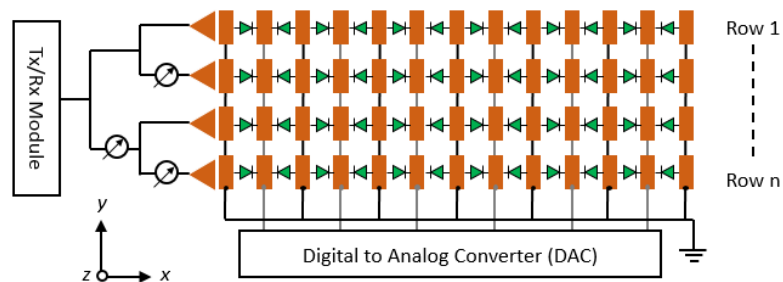 Tx/Rx Module
Row 1
Row n
y
z
x
Digital to Analog Converter (DAC)